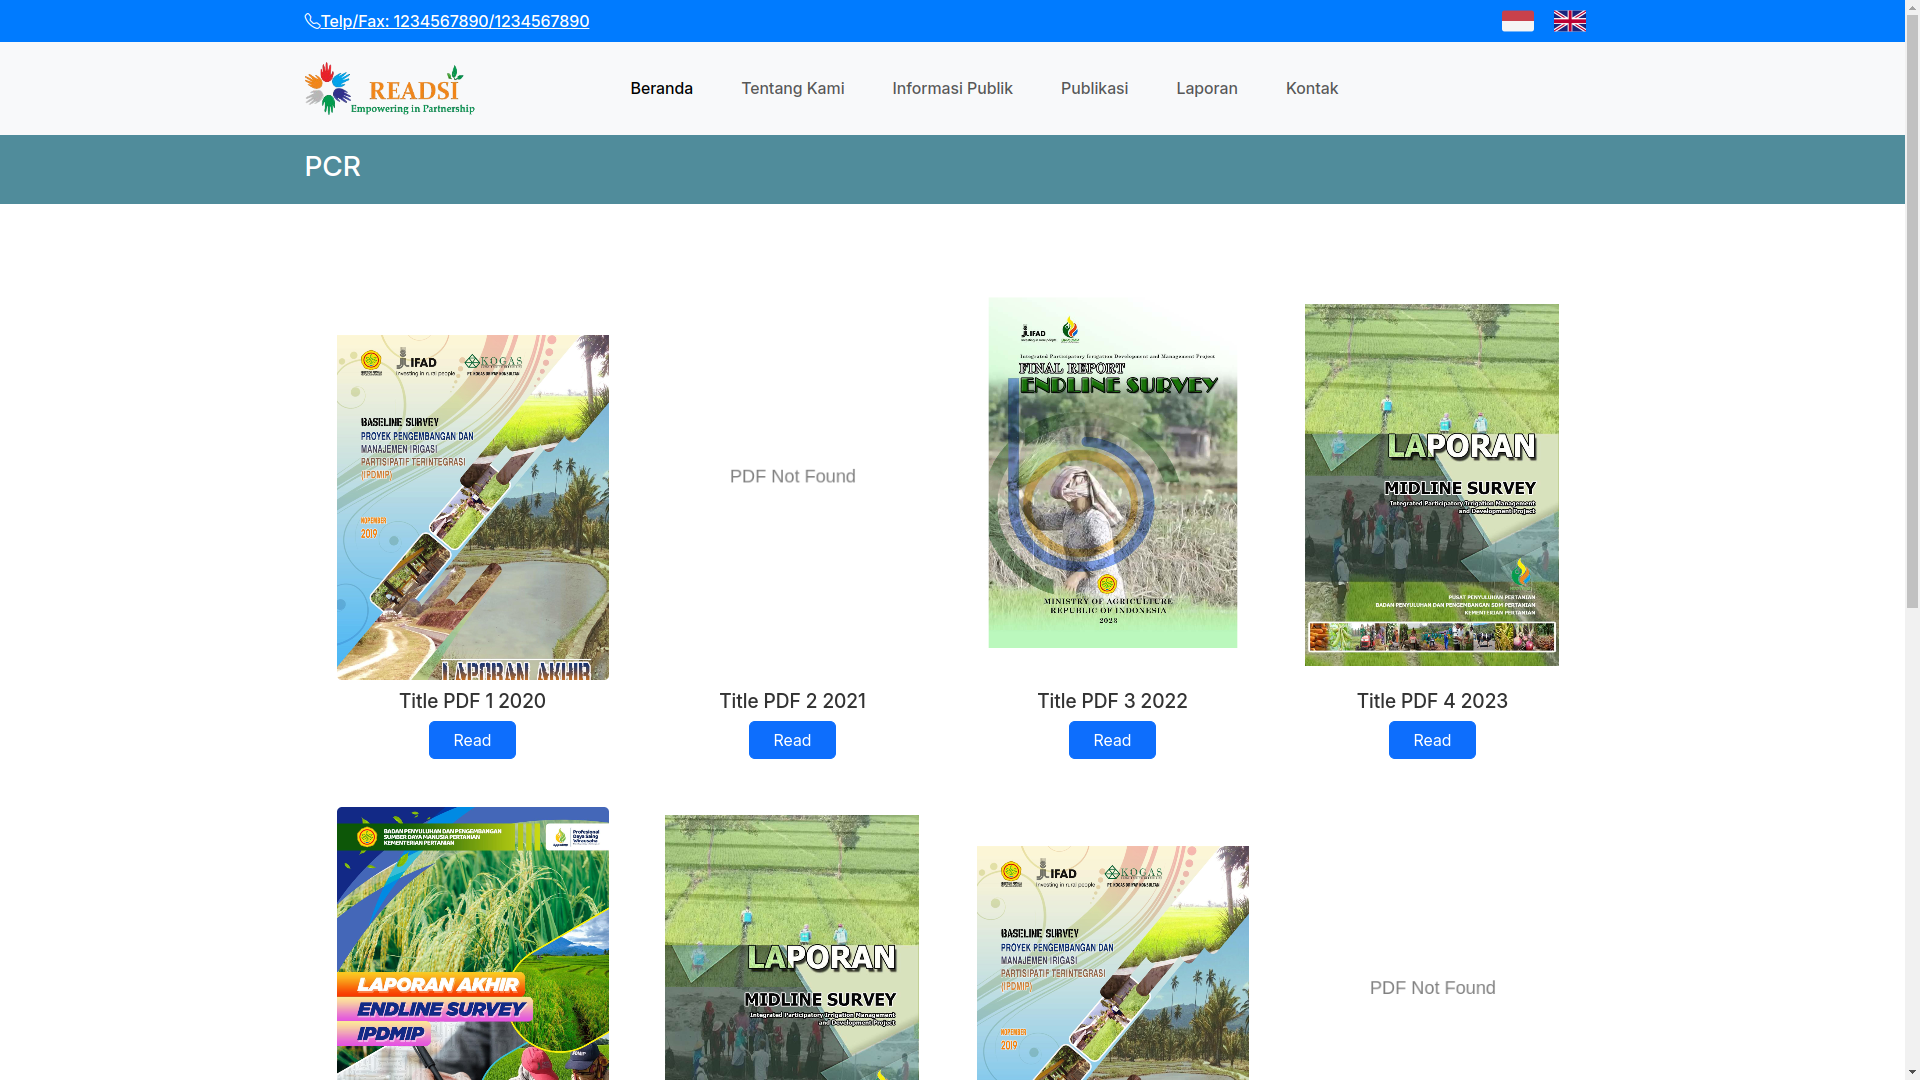 Telp/Fax: 1234567890/1234567890
READSI
Empowering in Partnership
Beranda
Tentang Kami
Informasi Publik
Publikasi
Laporan
Kontak
PCR
IFAD
Investing in rural people
KOGAS
BASELINE SURVEY
PROYEK PENGEMBANGAN DAN
MANAJEMEN IRIGASI
PARTISIPATIF TERINTEGRASI
(IPDMIP)
NOPEMBER
2019
LAPORAN AKHIR
PDF Not Found
IFAD
Integrated Participatory Irrigation Development and Management Project
FINAL REPORT
ENDLINE SURVEY
MINISTRY OF AGRICULTURE
REPUBLIC OF INDONESIA
2023
LAPORAN
MIDLINE SURVEY
Integrated Participatory Irrigation Management
and Development Project
PUSAT PENYULUHAN PERTANIAN
BADAN PENYULUHAN DAN PENGEMBANGAN SDM PERTANIAN
KEMENTERIAN PERTANIAN
Title PDF 1 2020
Title PDF 2 2021
Title PDF 3 2022
Title PDF 4 2023
Read
Read
Read
Read
BADAN PENYULUHAN DAN PENGEMBANGAN
SUMBER DAYA MANUSIA PERTANIAN
KEMENTERIAN PERTANIAN
Profesional
Daya Saing
Wirausaha
LAPORAN AKHIR
ENDLINE SURVEY
IPDMIP
LAPORAN
MIDLINE SURVEY
Integrated Participatory Irrigation Management
and Development Project
IFAD
Investing in rural people
KOGAS
BASELINE SURVEY
PROYEK PENGEMBANGAN DAN
MANAJEMEN IRIGASI
PARTISIPATIF TERINTEGRASI
(IPDMIP)
NOPEMBER
2019
PDF Not Found